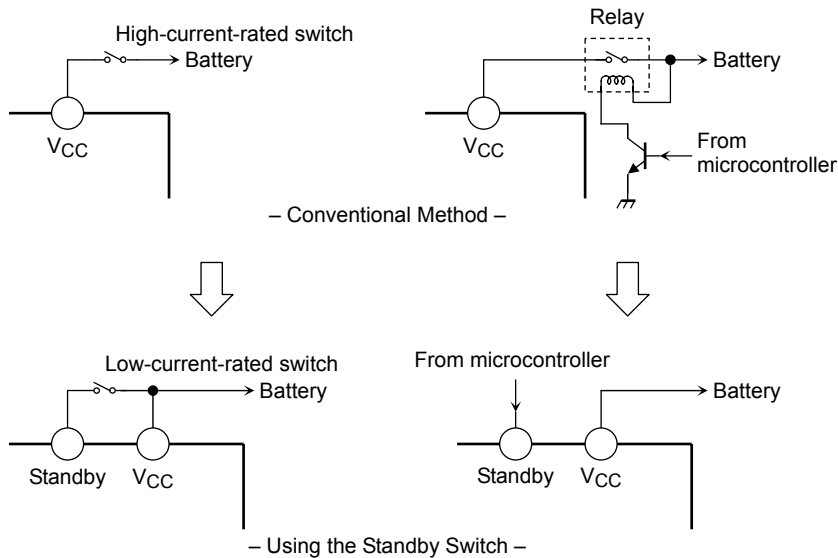 High-current-rated switch
Battery
VCC
Relay
Battery
VCC
From
microcontroller
– Conventional Method –
Low-current-rated switch
Battery
Standby
VCC
From microcontroller
Battery
Standby
VCC
– Using the Standby Switch –